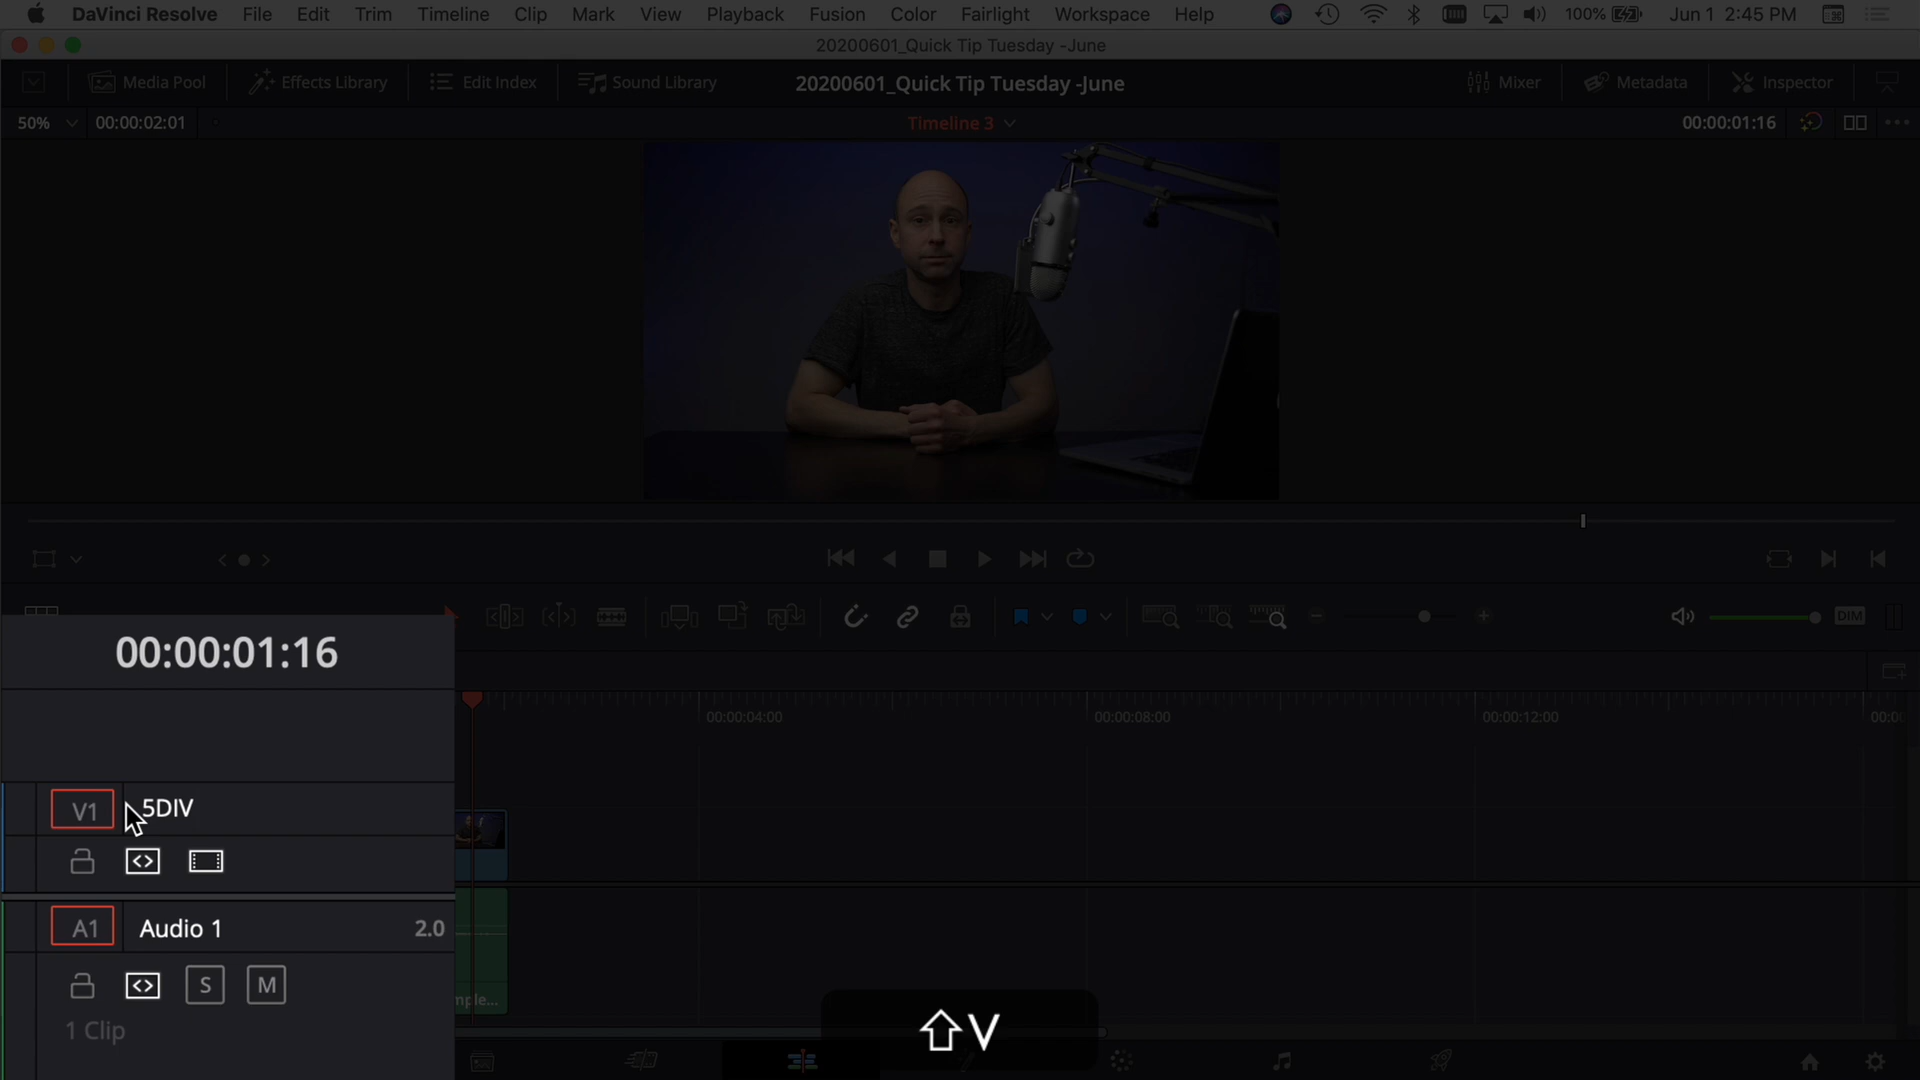 DaVinci Resolve File Edit Trim Timeline Clip Mark View Playback Fusion Color Fairlight Workspace Help 100% Jun 1 2:45 PM
20200601_Quick Tip Tuesday -June
Media Pool Effects Library Edit Index Sound Library 20200601_Quick Tip Tuesday -June Mixer Metadata Inspector
50% 00:00:02:01 Timeline 3 00:00:01:16
DIM
00:00:01:16
00:00:04:00 00:00:08:00 00:00:12:00 00:00
V1 5DIV
A1 Audio 1 2.0
S M
mple...
1 Clip
⇧V